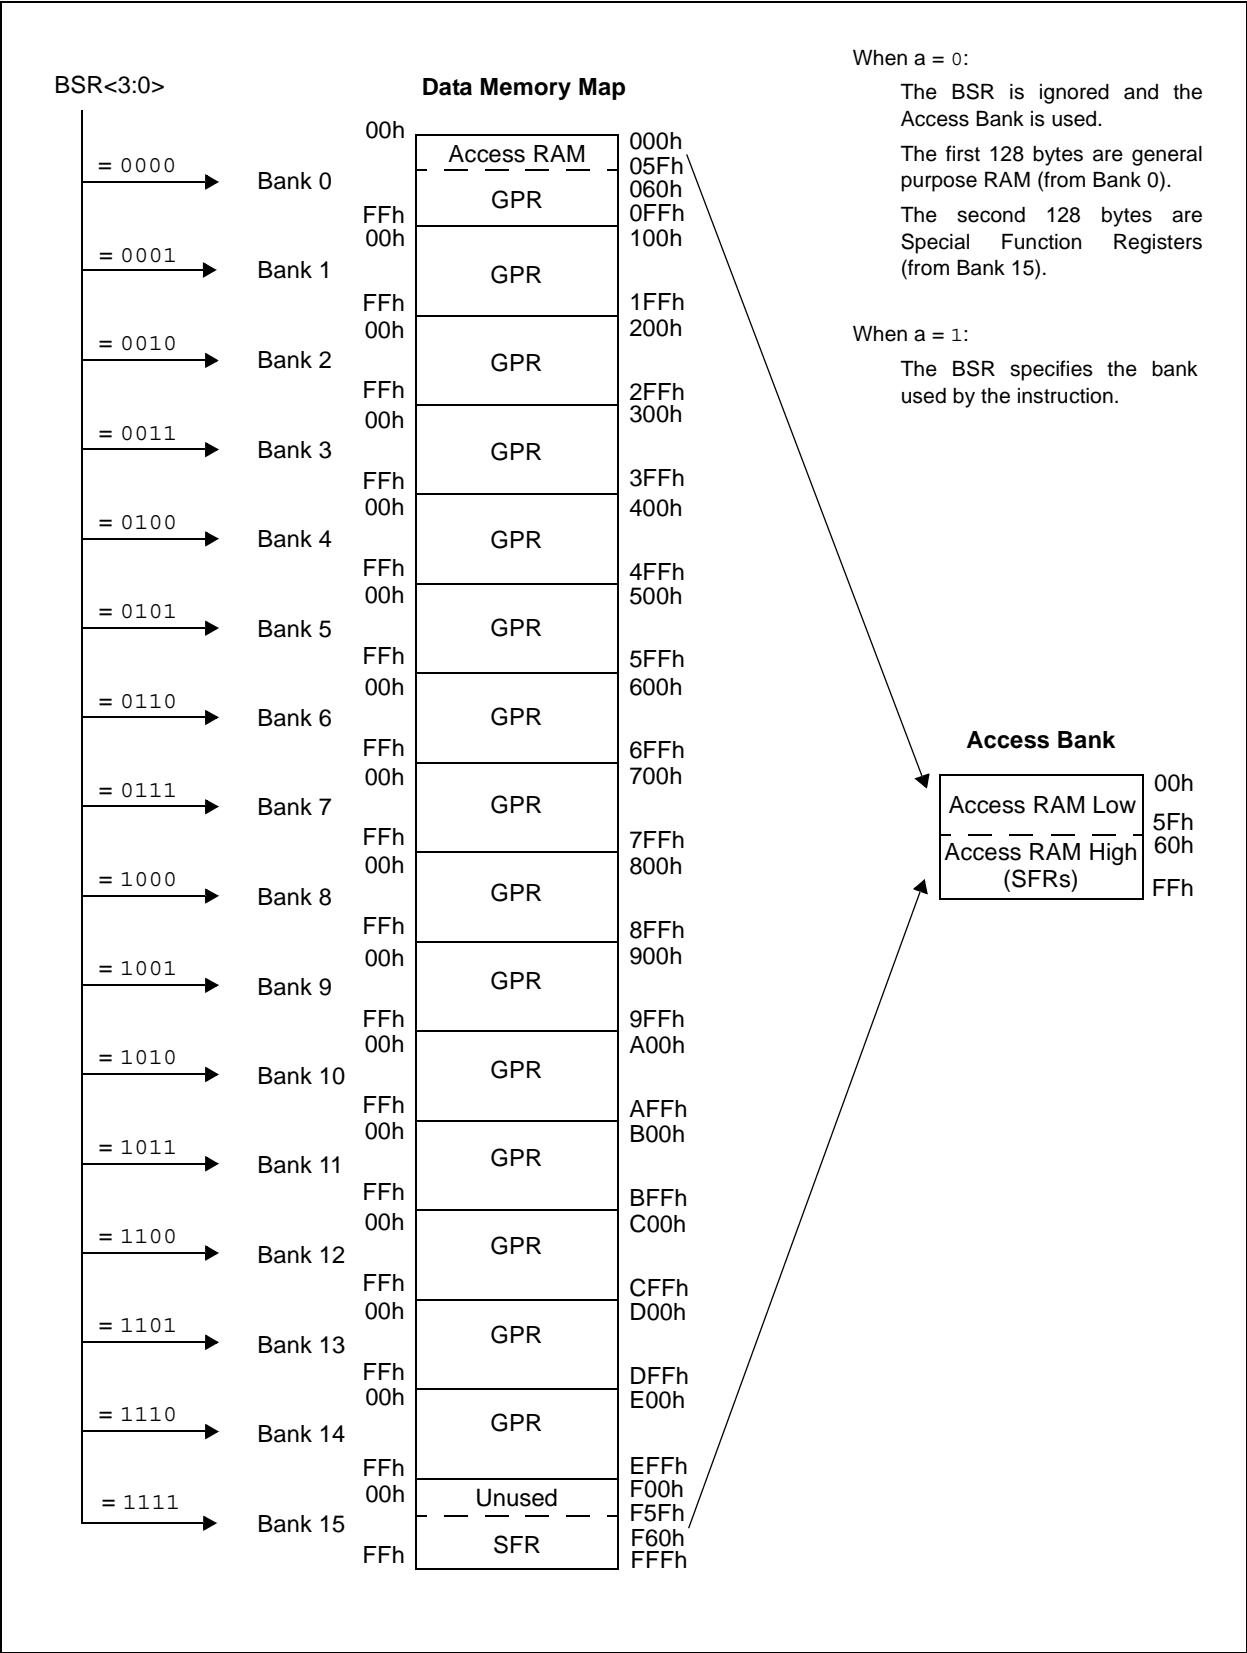 BSR<3:0>
Data Memory Map
When a = 0:
The BSR is ignored and the
Access Bank is used.
The first 128 bytes are general
purpose RAM (from Bank 0).
The second 128 bytes are
Special Function Registers
(from Bank 15).
When a = 1:
The BSR specifies the bank
used by the instruction.
= 0000
Bank 0
00h
FFh
Access RAM
GPR
000h
05Fh
060h
0FFh
= 0001
Bank 1
00h
FFh
GPR
100h
1FFh
= 0010
Bank 2
00h
FFh
GPR
200h
2FFh
= 0011
Bank 3
00h
FFh
GPR
300h
3FFh
= 0100
Bank 4
00h
FFh
GPR
400h
4FFh
= 0101
Bank 5
00h
FFh
GPR
500h
5FFh
= 0110
Bank 6
00h
FFh
GPR
600h
6FFh
= 0111
Bank 7
00h
FFh
GPR
700h
7FFh
= 1000
Bank 8
00h
FFh
GPR
800h
8FFh
= 1001
Bank 9
00h
FFh
GPR
900h
9FFh
= 1010
Bank 10
00h
FFh
GPR
A00h
AFFh
= 1011
Bank 11
00h
FFh
GPR
B00h
BFFh
= 1100
Bank 12
00h
FFh
GPR
C00h
CFFh
= 1101
Bank 13
00h
FFh
GPR
D00h
DFFh
= 1110
Bank 14
00h
FFh
GPR
E00h
EFFh
= 1111
Bank 15
00h
FFh
Unused
SFR
F00h
F5Fh
F60h
FFFh
Access Bank
Access RAM Low
00h
5Fh
Access RAM High
(SFRs)
60h
FFh